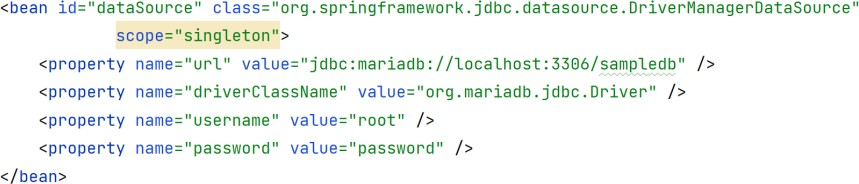 <bean id="dataSource" class="org.springframework.jdbc.datasource.DriverManagerDataSource"
scope="singleton">
<property name="url" value="jdbc:mariadb://localhost:3306/sampledb" />
<property name="driverClassName" value="org.mariadb.jdbc.Driver" />
<property name="username" value="root" />
<property name="password" value="password" />
</bean>